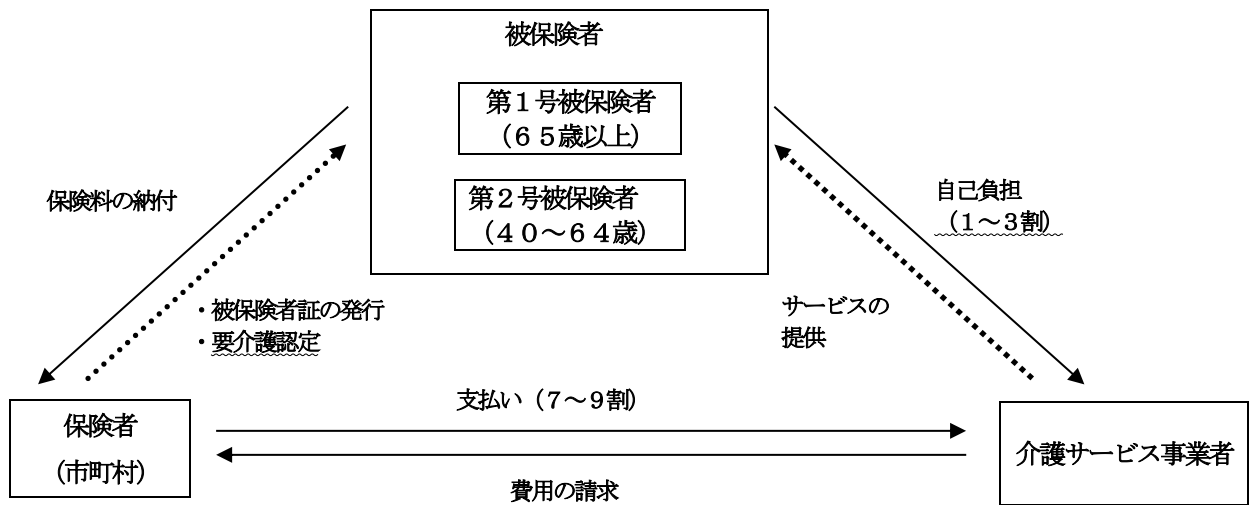 被保険者
第１号被保険者
（６５歳以上）
第２号被保険者
（４０～６４歳）
保険料の納付
自己負担
（１～３割）
・被保険者証の発行
・要介護認定
サービスの
提供
支払い（７～９割）
保険者
（市町村）
介護サービス事業者
費用の請求